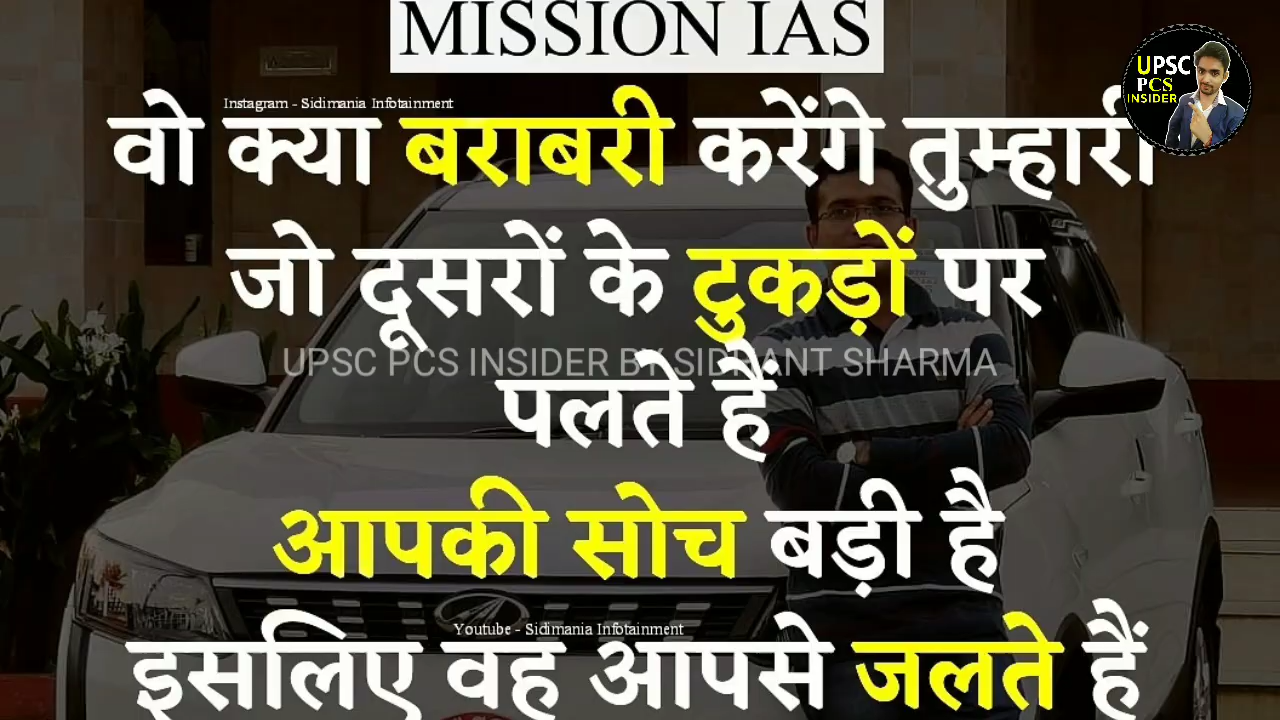 MISSION IAS
UPSC
PCS
INSIDER
Instagram - Sidimania Infotainment
वो क्या बराबरी करेंगे तुम्हारी
जो दूसरों के टुकड़ों पर
UPSC PCS INSIDER BY SIDHANT SHARMA
पलते हैं
आपकी सोच बड़ी है
Youtube - Sidimania Infotainment
इसलिए वह आपसे जलते हैं